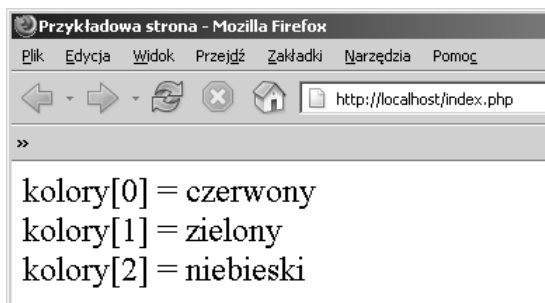 Przykładowa strona - Mozilla Firefox
Plik Edycja Widok Przejdź Zakładki Narzędzia Pomoc
http://localhost/index.php
»
kolory[0] = czerwony
kolory[1] = zielony
kolory[2] = niebieski